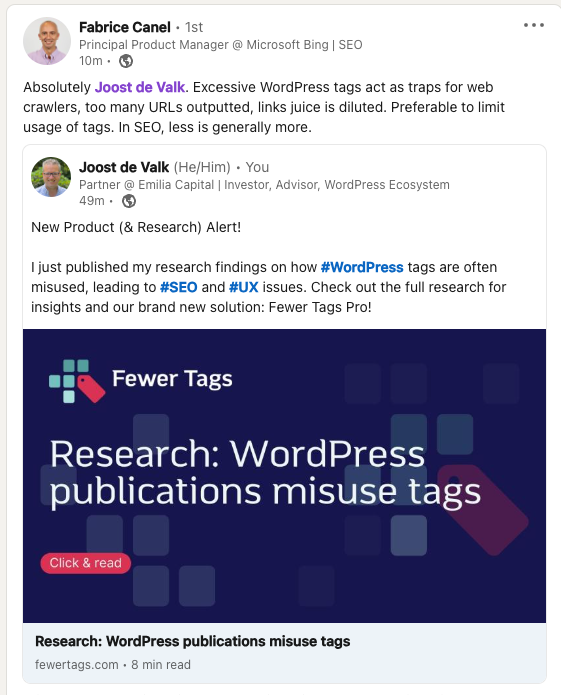 Fabrice Canel • 1st
Principal Product Manager @ Microsoft Bing | SEO
10m •
Absolutely Joost de Valk. Excessive WordPress tags act as traps for web
crawlers, too many URLs outputted, links juice is diluted. Preferable to limit
usage of tags. In SEO, less is generally more.
Joost de Valk (He/Him) • You
Partner @ Emilia Capital | Investor, Advisor, WordPress Ecosystem
49m •
New Product (& Research) Alert!
I just published my research findings on how #WordPress tags are often
misused, leading to #SEO and #UX issues. Check out the full research for
insights and our brand new solution: Fewer Tags Pro!
Fewer Tags
Research: WordPress
publications misuse tags
Click & read
Research: WordPress publications misuse tags
fewertags.com • 8 min read